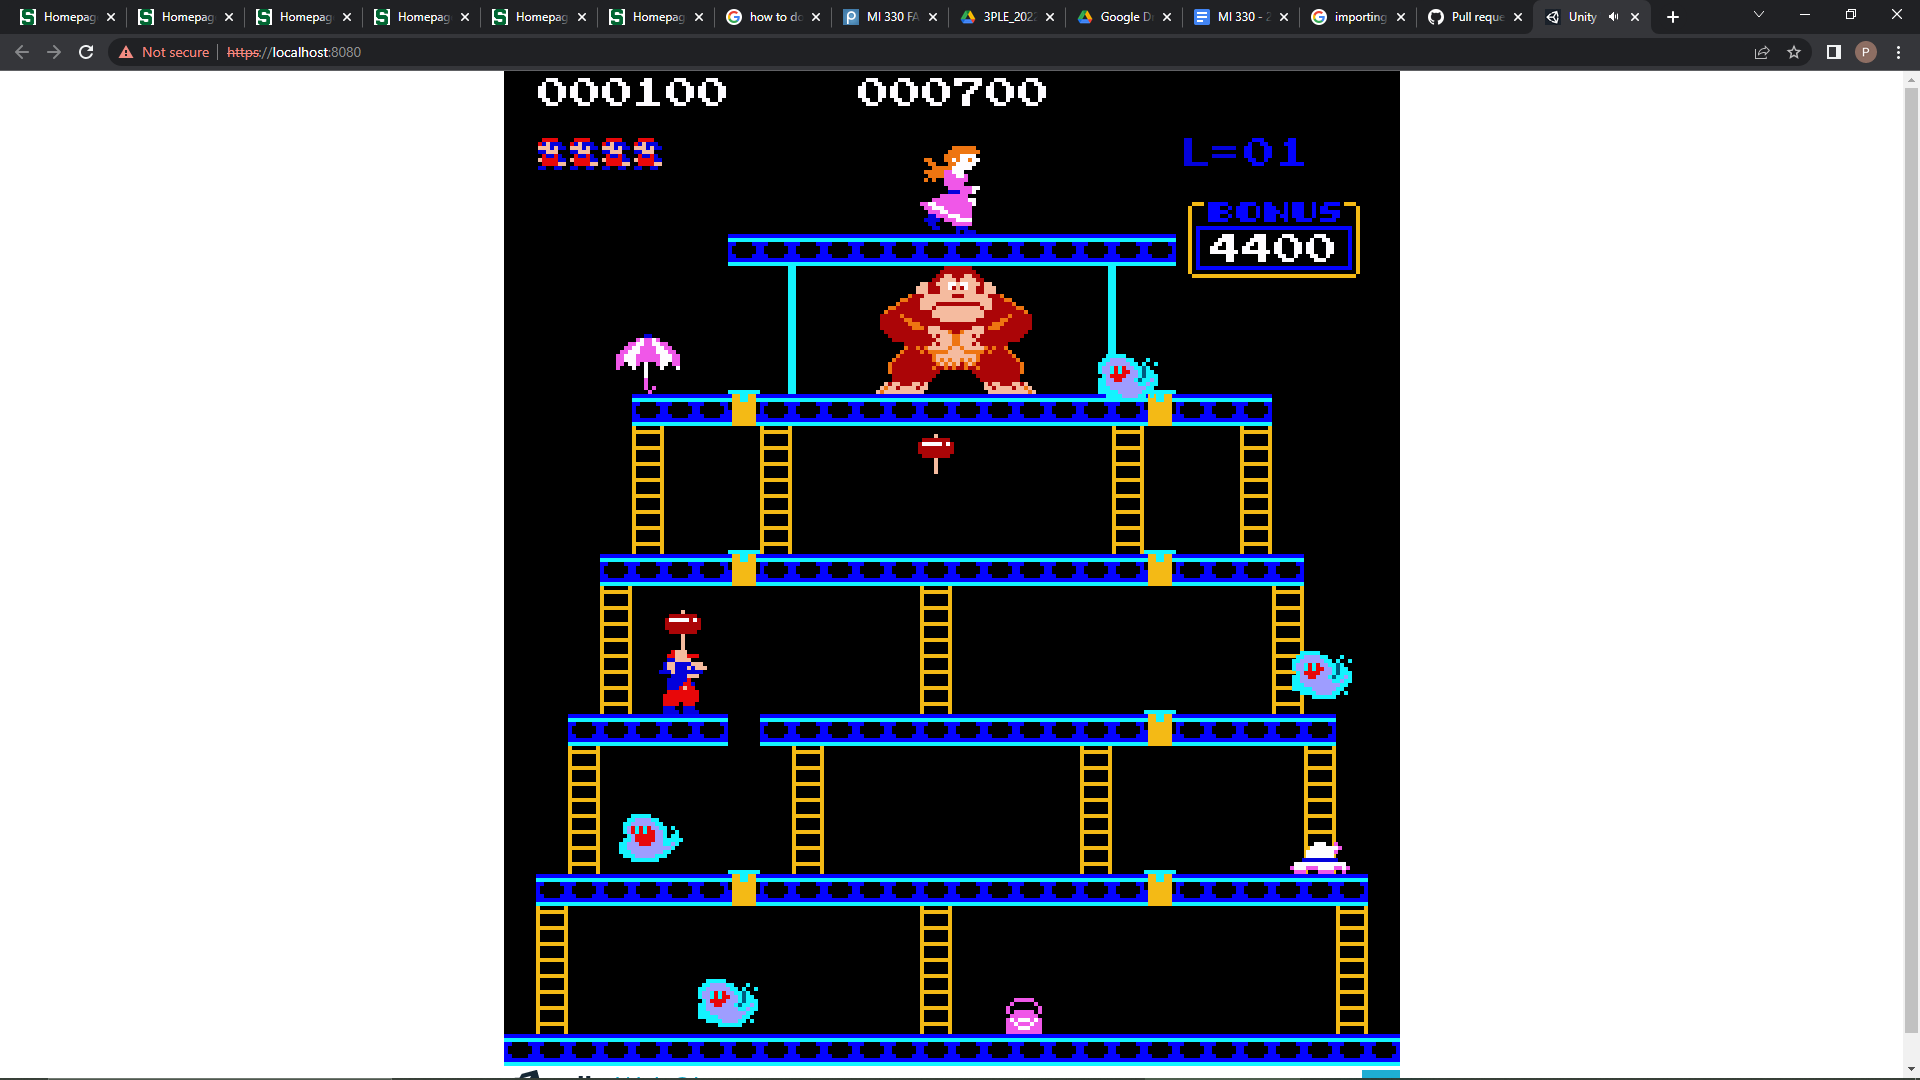 Homepag
Homepag
Homepag
Homepag
Homepag
Homepag
how to do
MI 330 FA
3PLE_202
Google D
MI 330 - 2
importing
Pull reque
Unity
Not secure https://localhost:8080
P
000100 000700
L=01
BONUS
4400